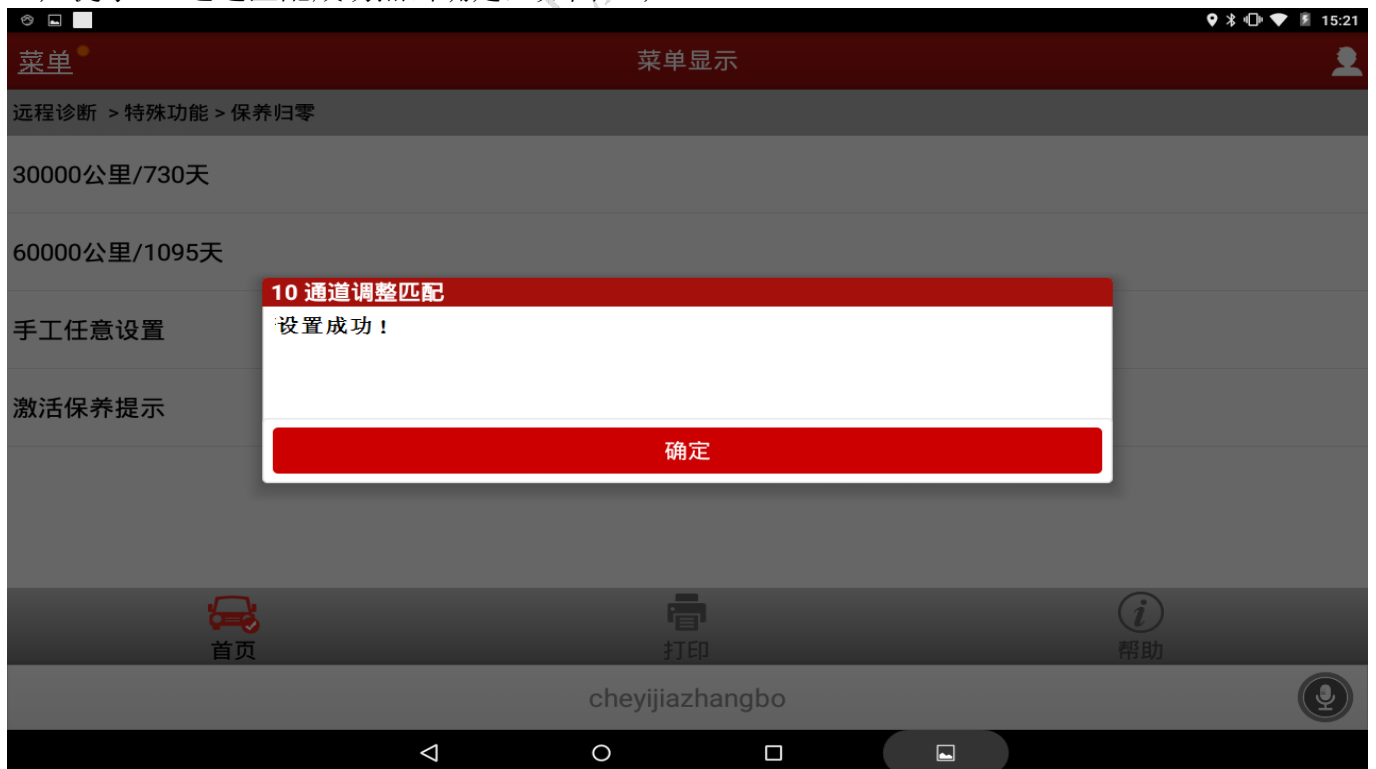 15:21
菜单
菜单显示
远程诊断 >特殊功能 > 保养归零
30000公里/730天
60000公里/1095天
手工任意设置
激活保养提示
10 通道调整匹配
设置成功！
确定
首页
打印
帮助
cheyijiazhangbo